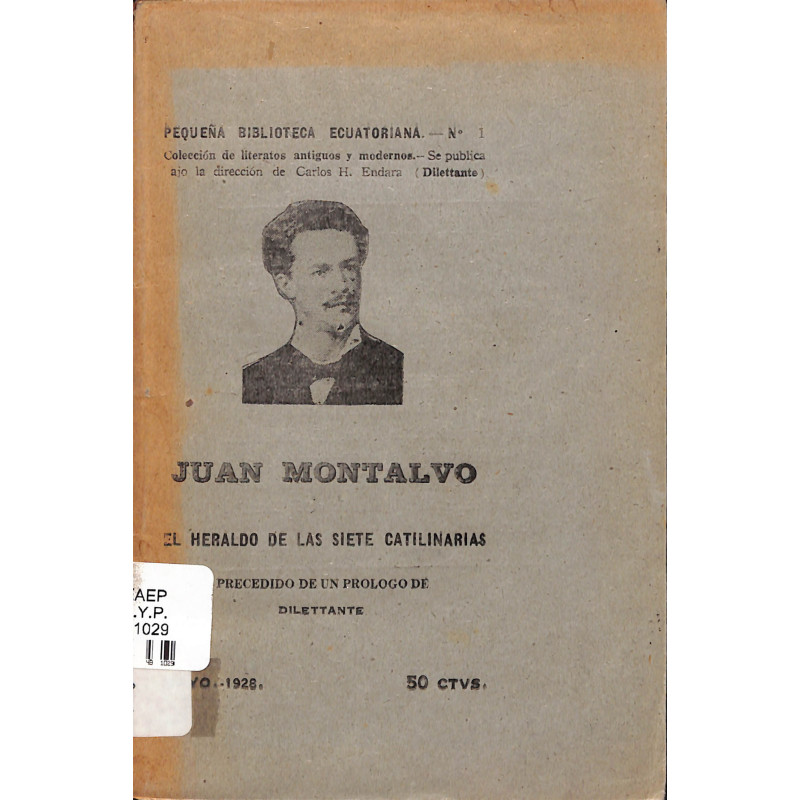 PEQUEÑA BIBLIOTECA ECUATORIANA.—Nº 1
Colección de literatos antiguos y modernos.—Se publica
ajo la dirección de Carlos H. Endara (Dilettante)
JUAN MONTALVO
EL HERALDO DE LAS SIETE CATILINARIAS
PRECEDIDO DE UN PROLOGO DE
DILETTANTE
AEP
.Y.P.
1029
1029
YO.-1928. 50 CTVS.